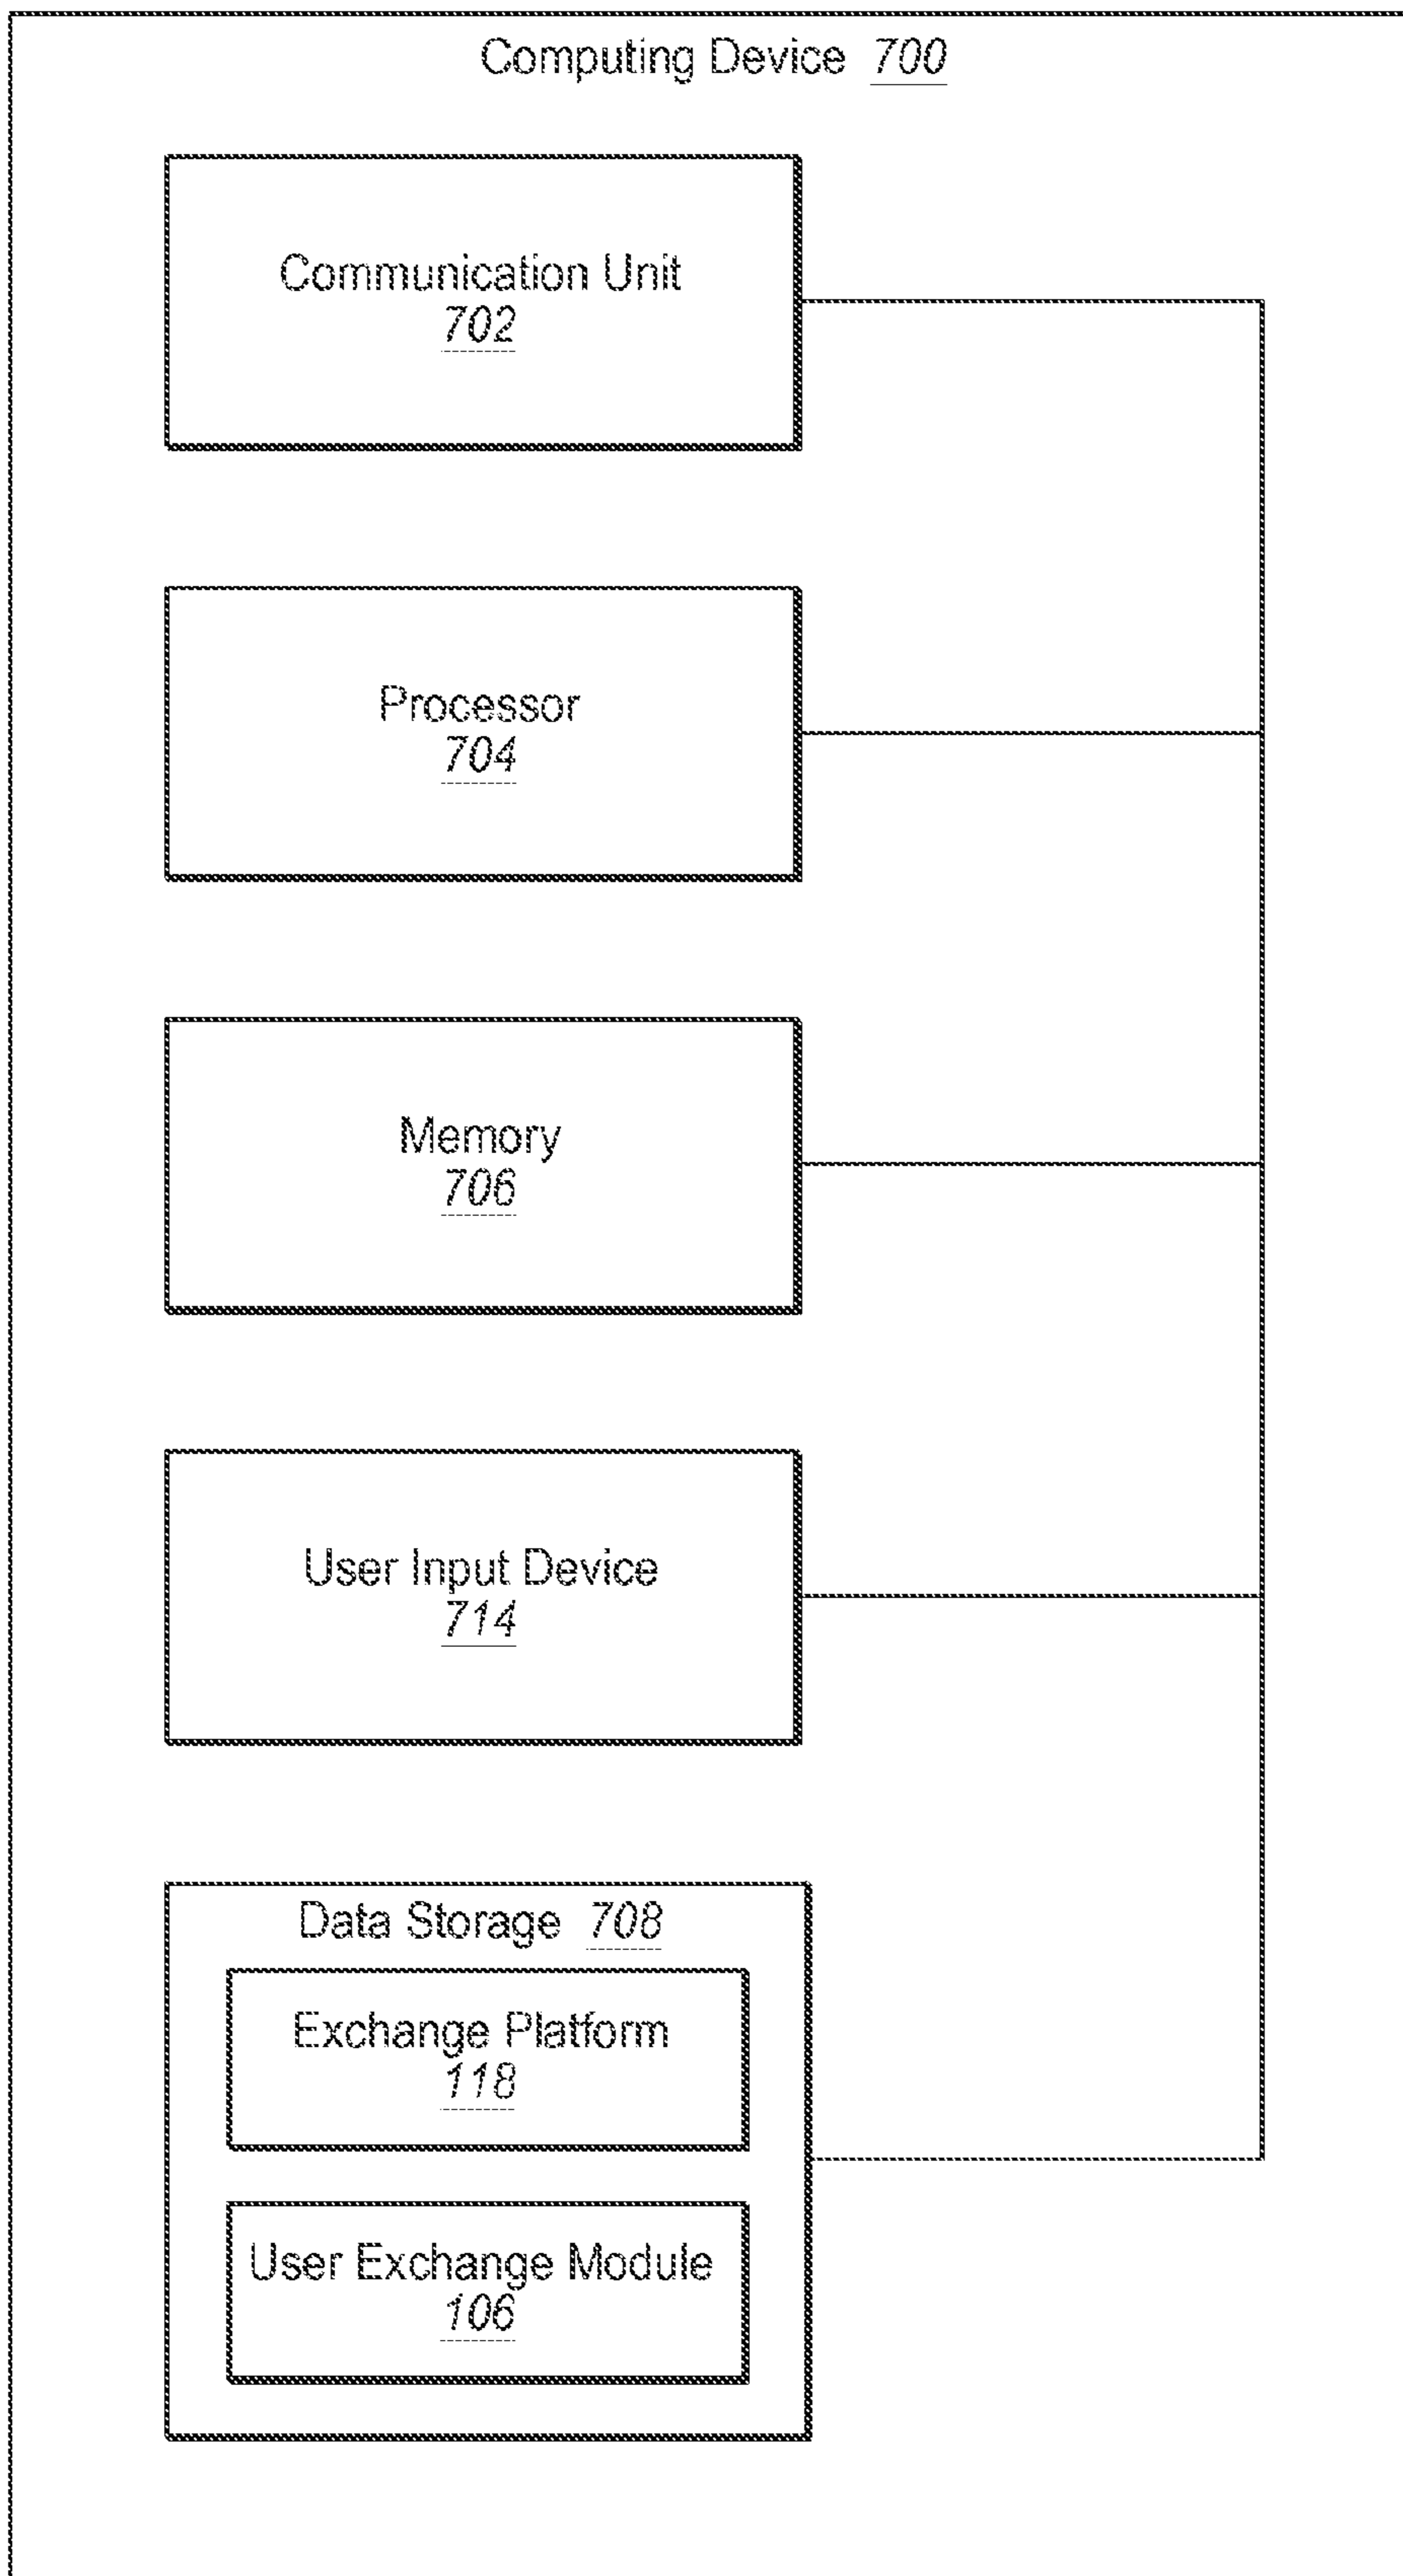 Computing Device 700
Communication Unit
702
Processor
704
Memory
706
User Input Device
714
Data Storage 708
Exchange Platform
118
User Exchange Module
106